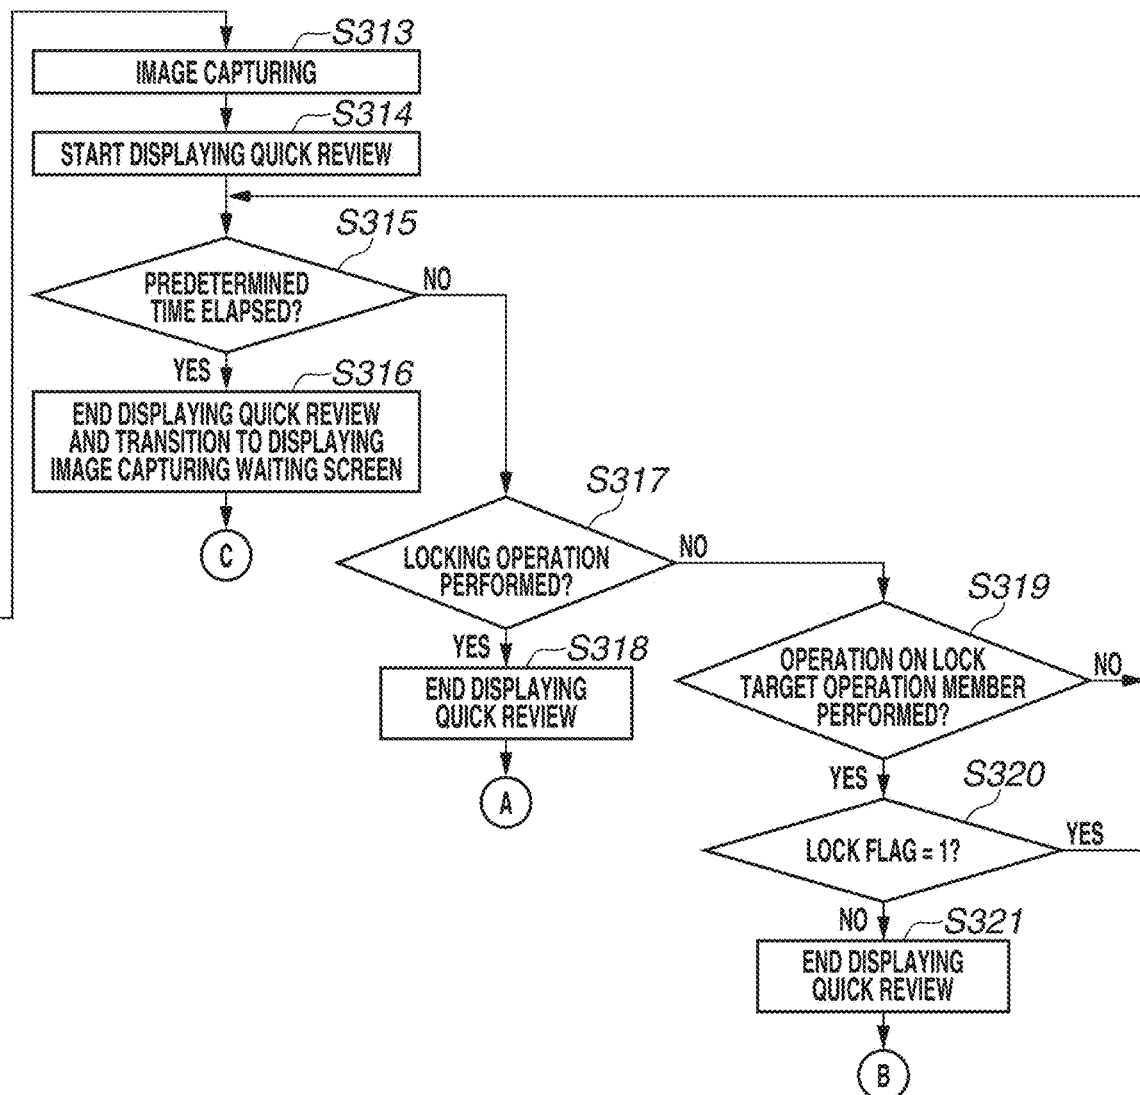 S313
IMAGE CAPTURING
S314
START DISPLAYING QUICK REVIEW
S315
PREDETERMINED
TIME ELAPSED?
NO
YES
S316
END DISPLAYING QUICK REVIEW
AND TRANSITION TO DISPLAYING
IMAGE CAPTURING WAITING SCREEN
C
S317
LOCKING OPERATION
PERFORMED?
NO
YES
S318
END DISPLAYING
QUICK REVIEW
A
S319
OPERATION ON LOCK
TARGET OPERATION MEMBER
PERFORMED?
NO
YES
S320
LOCK FLAG = 1?
YES
NO
S321
END DISPLAYING
QUICK REVIEW
B